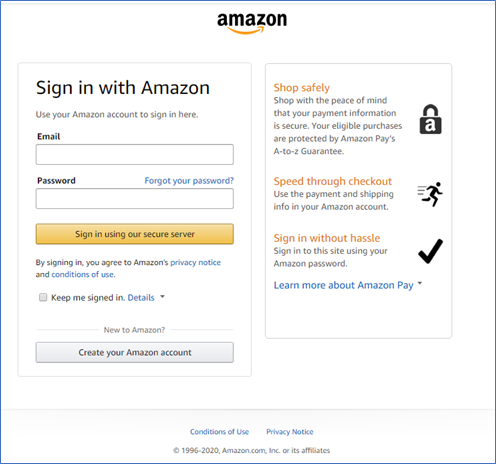 amazon
Sign in with Amazon
Use your Amazon account to sign in here.
Email
Password
Forgot your password?
Sign in using our secure server
By signing in, you agree to Amazon's privacy notice
and conditions of use.
Keep me signed in. Details
New to Amazon?
Create your Amazon account
Shop safely
Shop with the peace of mind
that your payment information
is secure. Your eligible purchases
are protected by Amazon Pay's
A-to-z Guarantee.
a
Speed through checkout
Use the payment and shipping
info in your Amazon account.
Sign in without hassle
Sign in to this site using your
Amazon password.
Learn more about Amazon Pay
Conditions of Use Privacy Notice
© 1996-2020, Amazon.com, Inc. or its affiliates